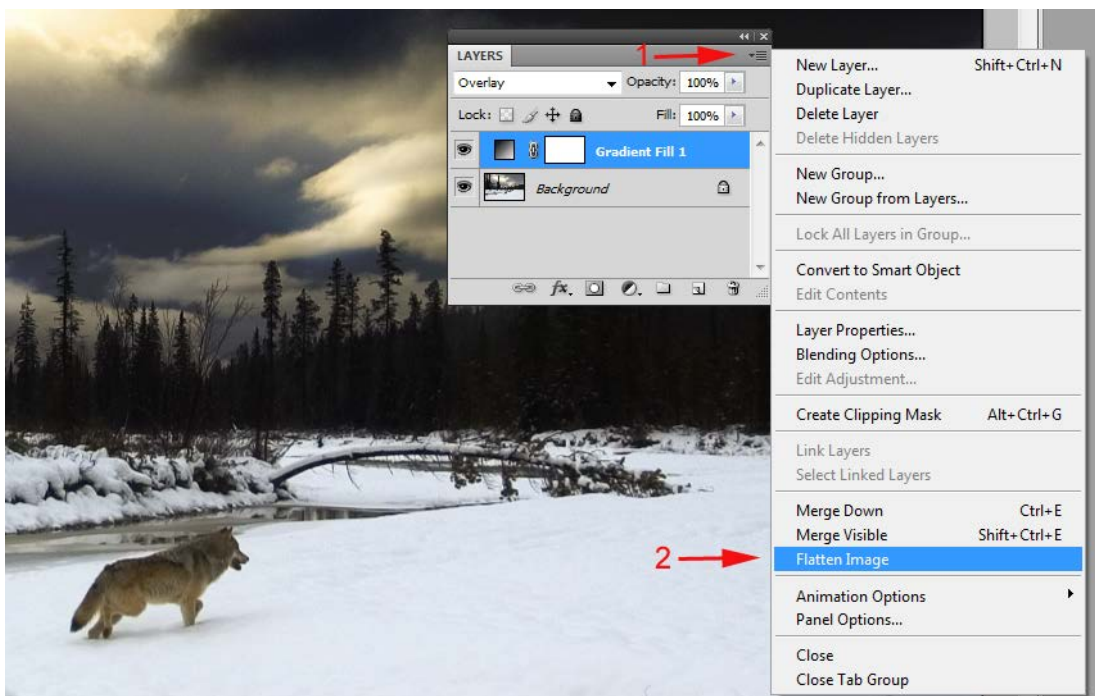 LAYERS
1
Overlay
Opacity: 100%
Lock:
Fill: 100%
Gradient Fill 1
Background
fx.
New Layer... Shift+Ctrl+N
Duplicate Layer...
Delete Layer
Delete Hidden Layers
New Group...
New Group from Layers...
Lock All Layers in Group...
Convert to Smart Object
Edit Contents
Layer Properties...
Blending Options...
Edit Adjustment...
Create Clipping Mask Alt+Ctrl+G
Link Layers
Select Linked Layers
Merge Down Ctrl+E
Merge Visible Shift+Ctrl+E
2
Flatten Image
Animation Options
Panel Options...
Close
Close Tab Group